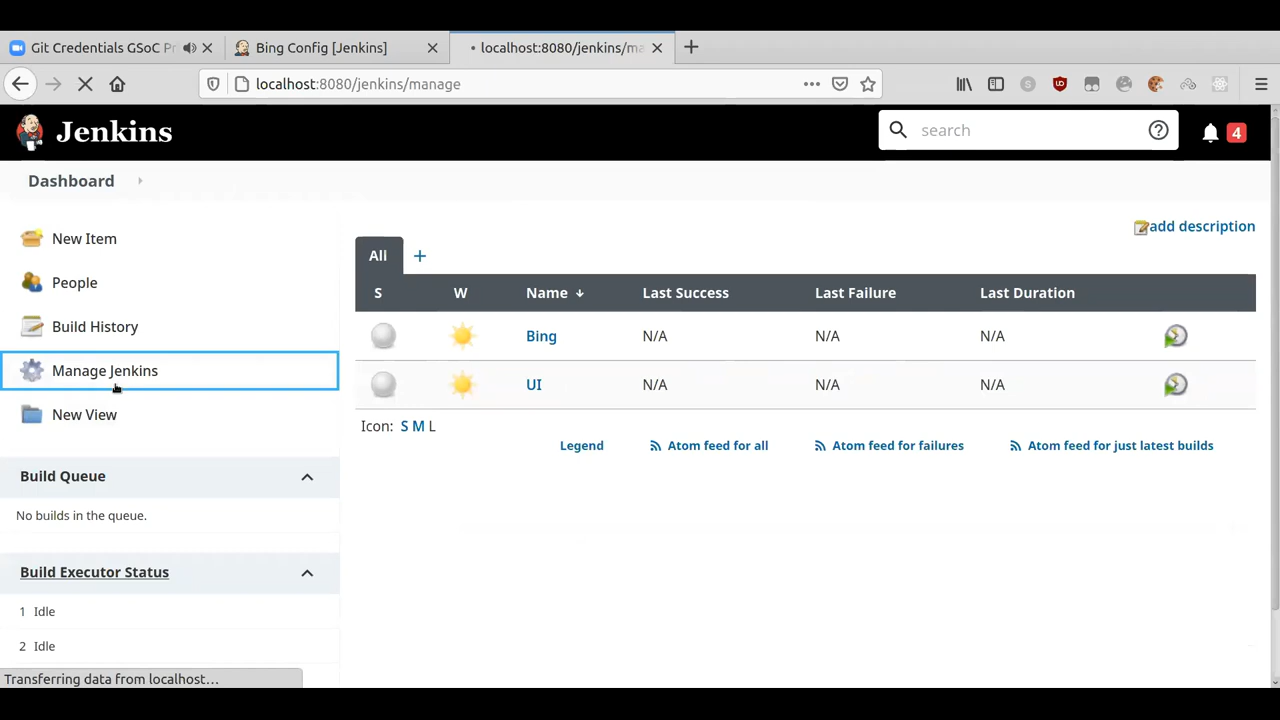 Git Credentials GSoC Pr
Bing Config [Jenkins]
localhost:8080/jenkins/ma
localhost:8080/jenkins/manage
Jenkins
search
4
Dashboard
New Item
People
Build History
Manage Jenkins
New View
add description
All +
S W Name ↓ Last Success Last Failure Last Duration
Bing N/A N/A N/A
UI N/A N/A N/A
Icon: S M L
Legend Atom feed for all Atom feed for failures Atom feed for just latest builds
Build Queue
No builds in the queue.
Build Executor Status
1 Idle
2 Idle
Transferring data from localhost…